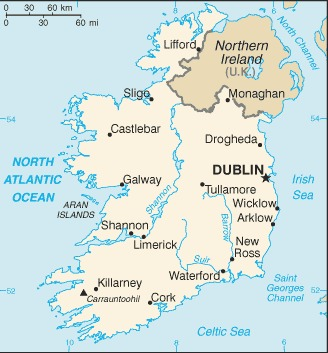 0 30 60 km
0 30 60 mi
North Channel
Lifford
Northern
Ireland
(U.K.)
Sligo
Monaghan
54
54
Castlebar
Drogheda
NORTH
ATLANTIC
OCEAN
DUBLIN
Irish
Sea
Galway
Tullamore
ARAN
ISLANDS
Shannon
Wicklow
Arklow
Barrow
Shannon
Limerick
New
Ross
Suir
Waterford
Saint
Georges
Channel
Killarney
Carrauntoohil
Cork
52
52
Celtic Sea
10
8
6